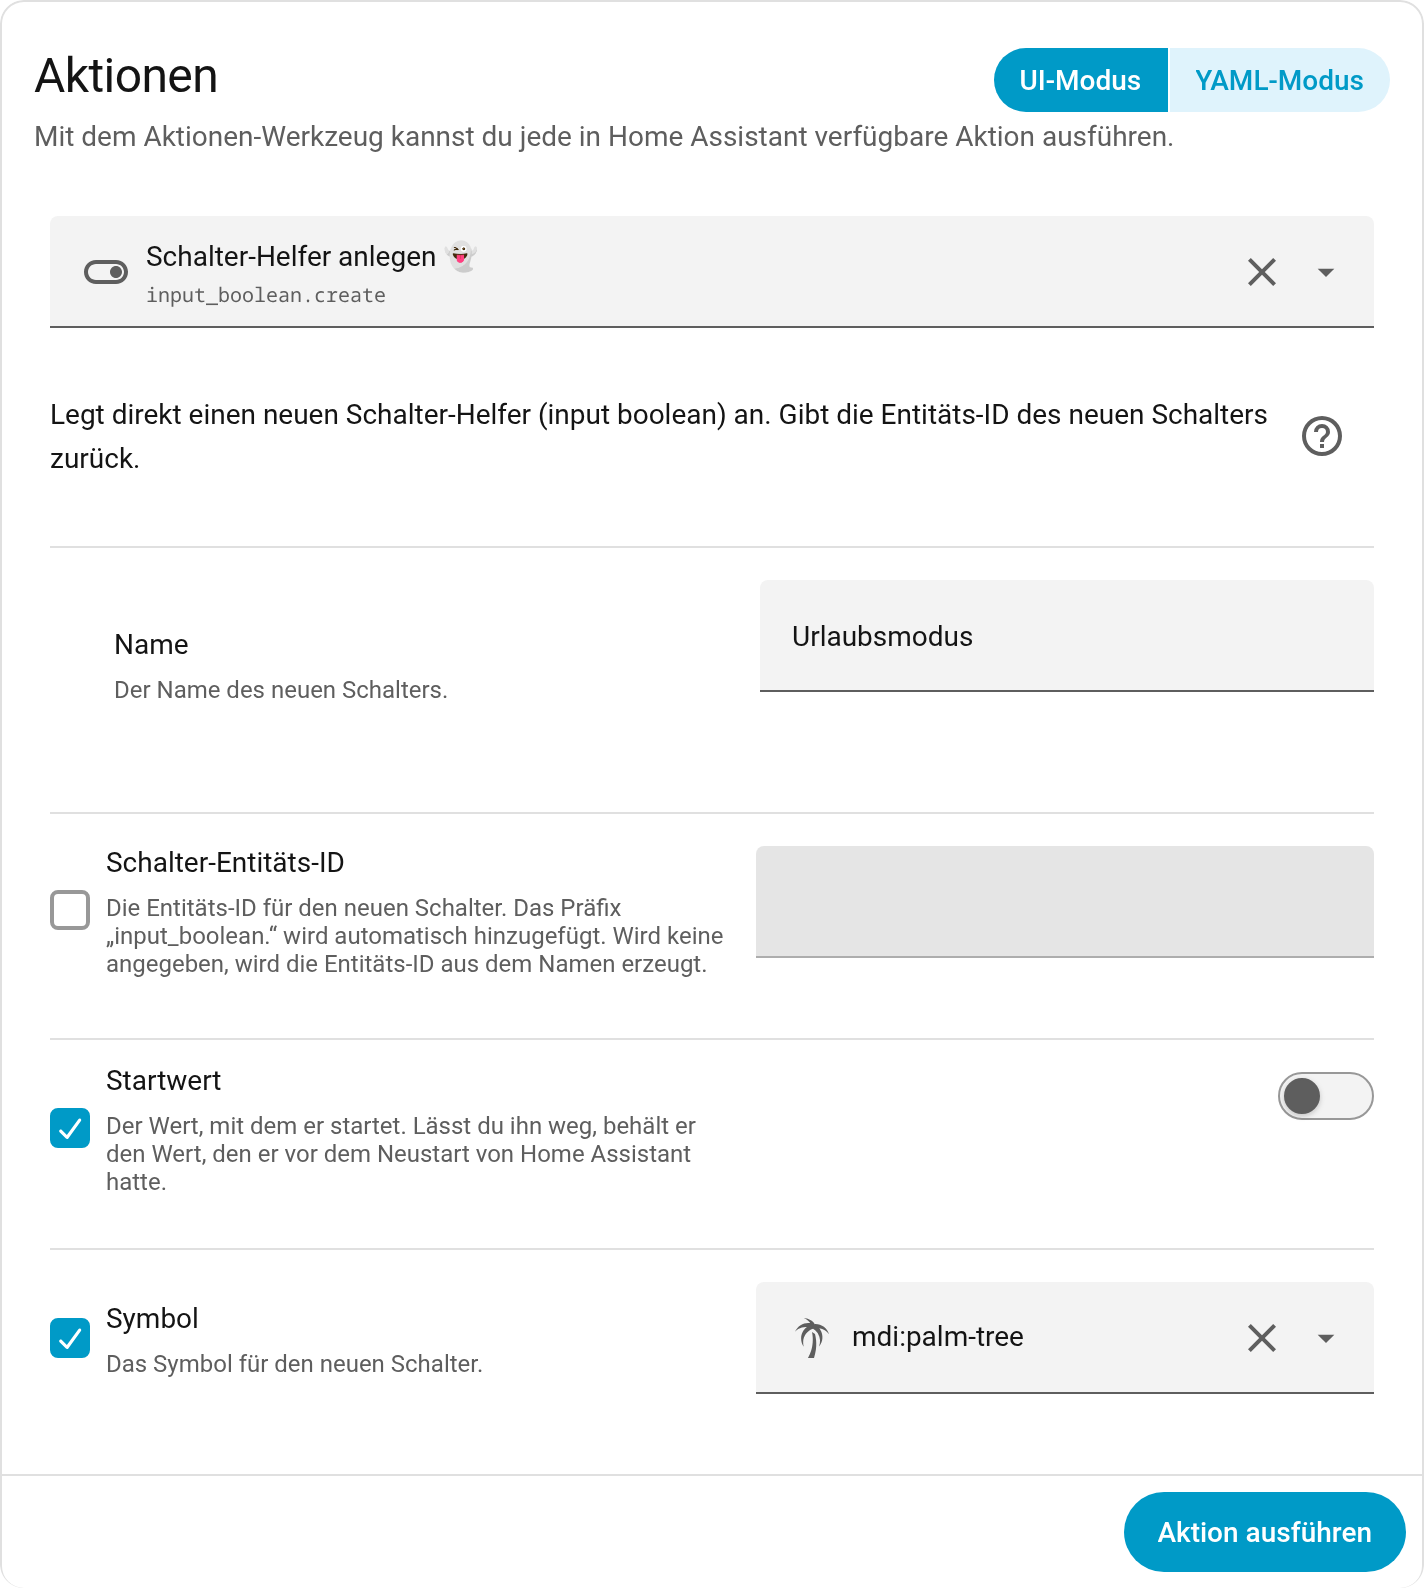 Aktionen
UI-Modus
YAML-Modus
Mit dem Aktionen-Werkzeug kannst du jede in Home Assistant verfügbare Aktion ausführen.
Schalter-Helfer anlegen 👻
input_boolean.create
Legt direkt einen neuen Schalter-Helfer (input boolean) an. Gibt die Entitäts-ID des neuen Schalters
zurück.
Name
Der Name des neuen Schalters.
Urlaubsmodus
Schalter-Entitäts-ID
Die Entitäts-ID für den neuen Schalter. Das Präfix
„input_boolean.“ wird automatisch hinzugefügt. Wird keine
angegeben, wird die Entitäts-ID aus dem Namen erzeugt.
Startwert
Der Wert, mit dem er startet. Lässt du ihn weg, behält er
den Wert, den er vor dem Neustart von Home Assistant
hatte.
Symbol
Das Symbol für den neuen Schalter.
mdi:palm-tree
Aktion ausführen